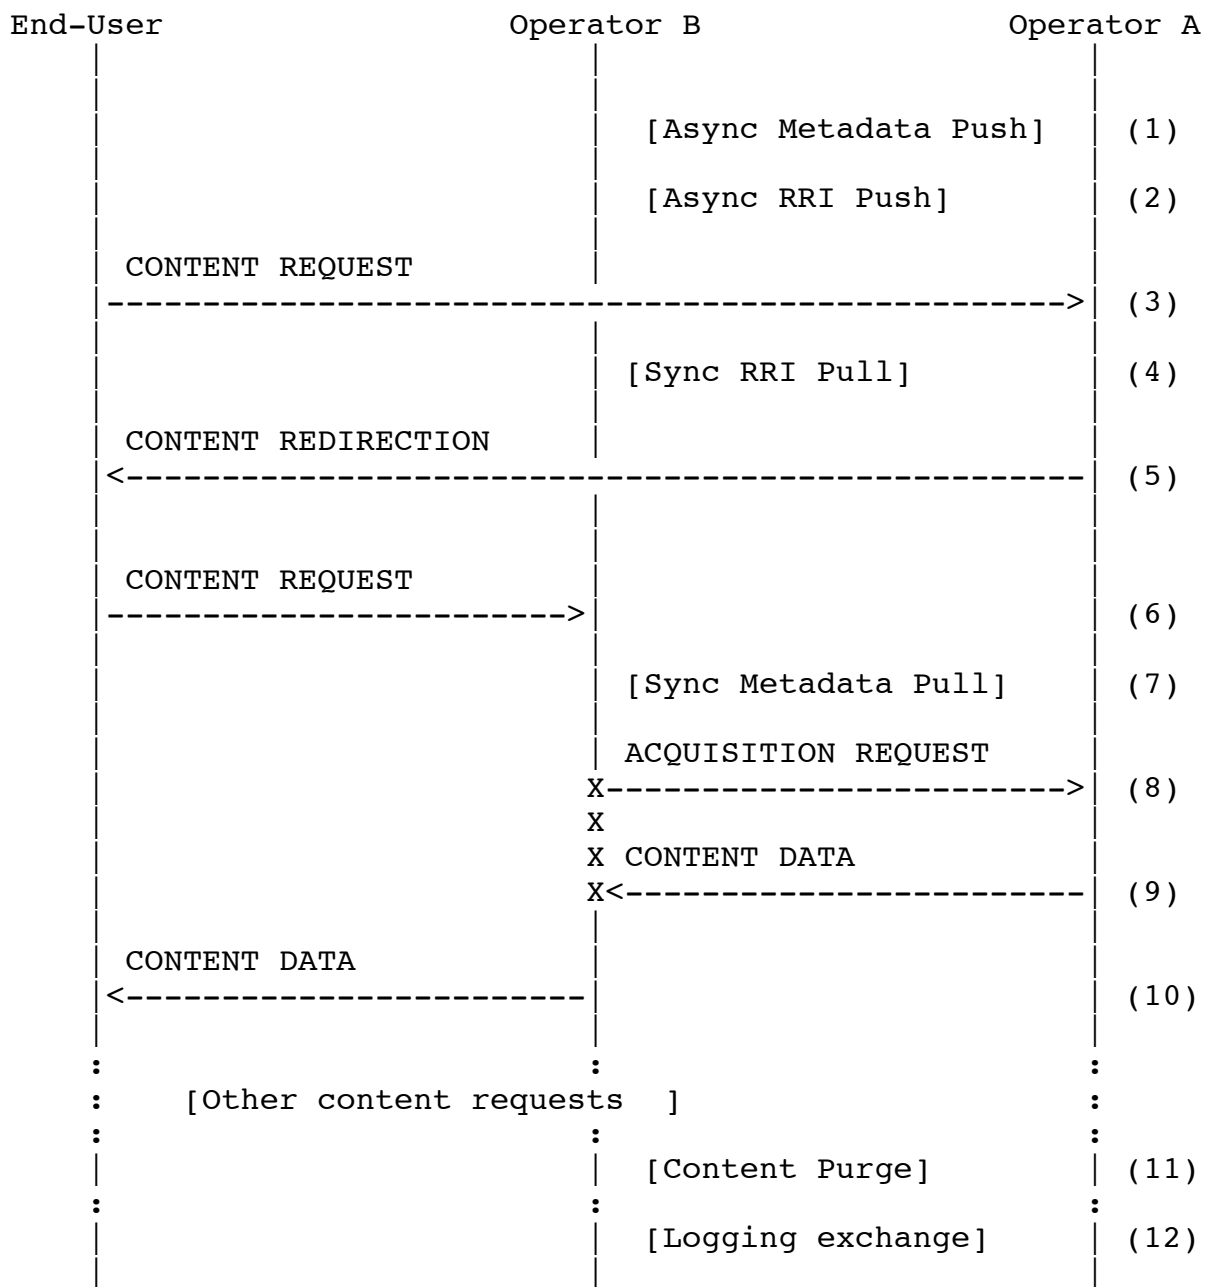 End-User Operator B Operator A
[Async Metadata Push] (1)
[Async RRI Push] (2)
CONTENT REQUEST
(3)
[Sync RRI Pull] (4)
CONTENT REDIRECTION
(5)
CONTENT REQUEST
(6)
[Sync Metadata Pull] (7)
ACQUISITION REQUEST
X (8)
X
X CONTENT DATA
X (9)
CONTENT DATA
(10)
: : :
: [Other content requests ] :
: : :
[Content Purge] (11)
: : :
[Logging exchange] (12)